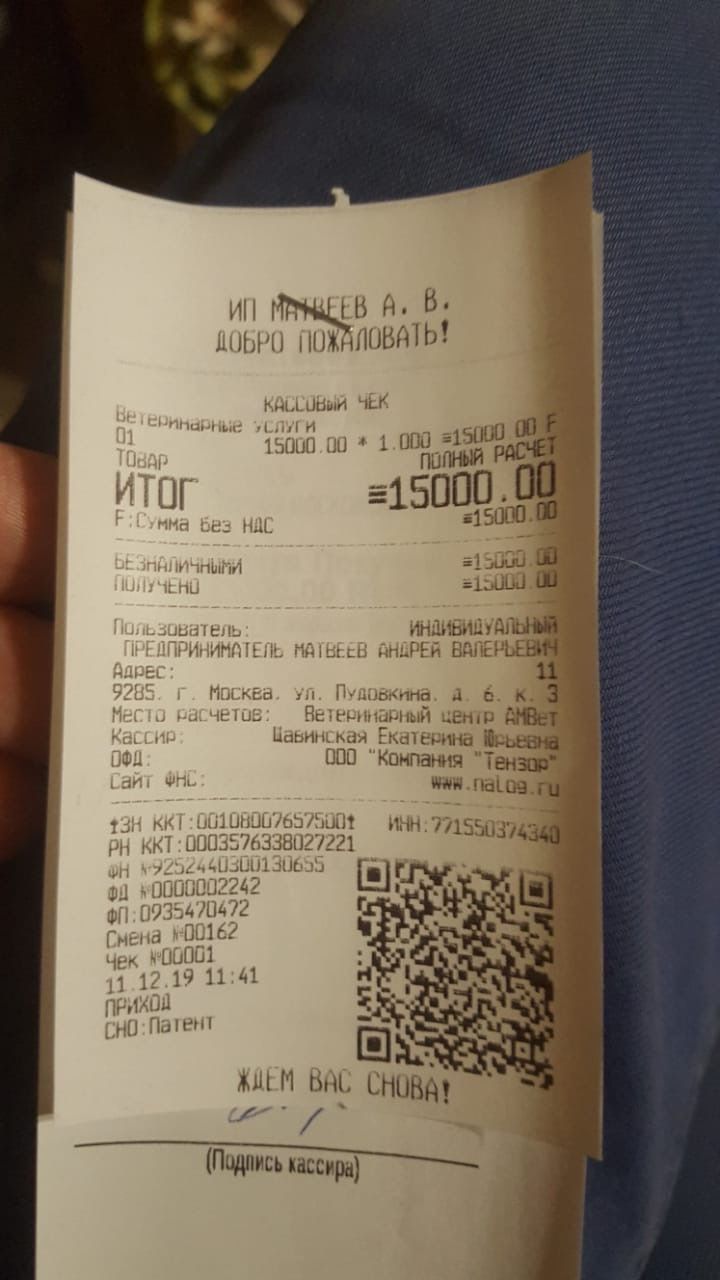 ИП МАТВЕЕВ А. В.
ДОБРО ПОЖАЛОВАТЬ!
КАССОВЫЙ ЧЕК
Ветеринарные услуги
01 15000.00 * 1.000 ≡15000.00 F
ТОВАР ПОЛНЫЙ РАСЧЕТ
ИТОГ ≡15000.00
F:Сумма без НДС ≡15000.00
БЕЗНАЛИЧНЫМИ ≡15000.00
ПОЛУЧЕНО ≡15000.00
Пользователь: ИНДИВИДУАЛЬНЫЙ
ПРЕДПРИНИМАТЕЛЬ МАТВЕЕВ АНДРЕЙ ВАЛЕРЬЕВИЧ
Адрес: 11
9285, г. Москва, ул. Пудовкина, д. 6, к. 3
Место расчетов: Ветеринарный центр АМВет
Кассир: Щавинская Екатерина Юрьевна
ОФД: ООО "Компания "Тензор"
Сайт ФНС: www.nalog.ru
ЗН ККТ:00108007657500 ИНН:771550374340
РН ККТ:0003576338027221
ФН №9252440300130655
ФД №0000002242
ФП:0935470472
Смена №00162
Чек №00001
11.12.19 11:41
ПРИХОД
СНО:Патент
ЖДЕМ ВАС СНОВА!
(Подпись кассира)